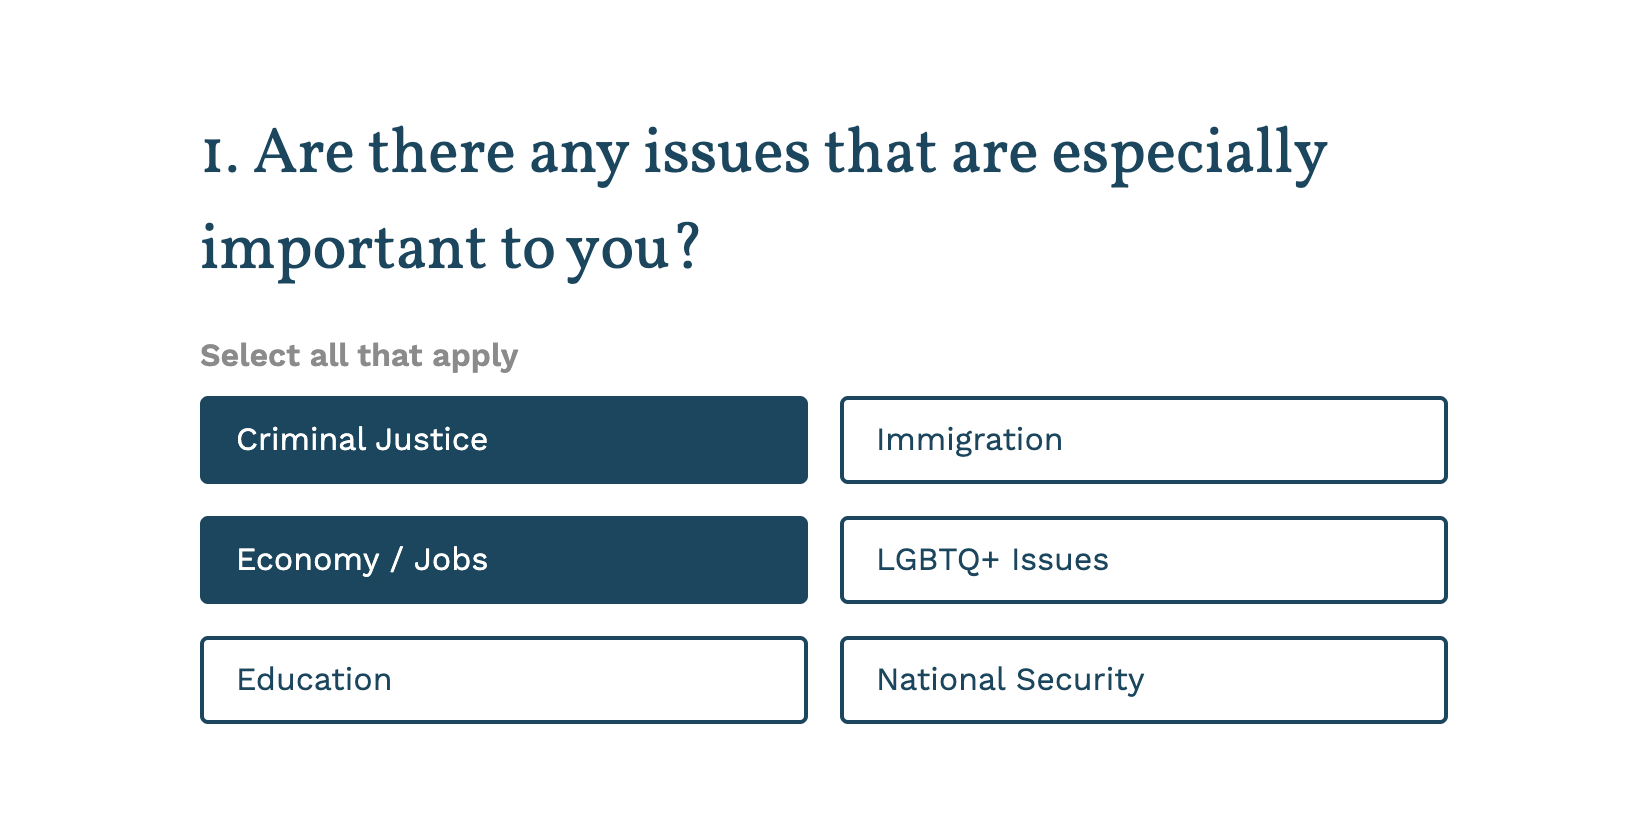 1. Are there any issues that are especially
important to you?
Select all that apply
Criminal Justice
Immigration
Economy / Jobs
LGBTQ+ Issues
Education
National Security